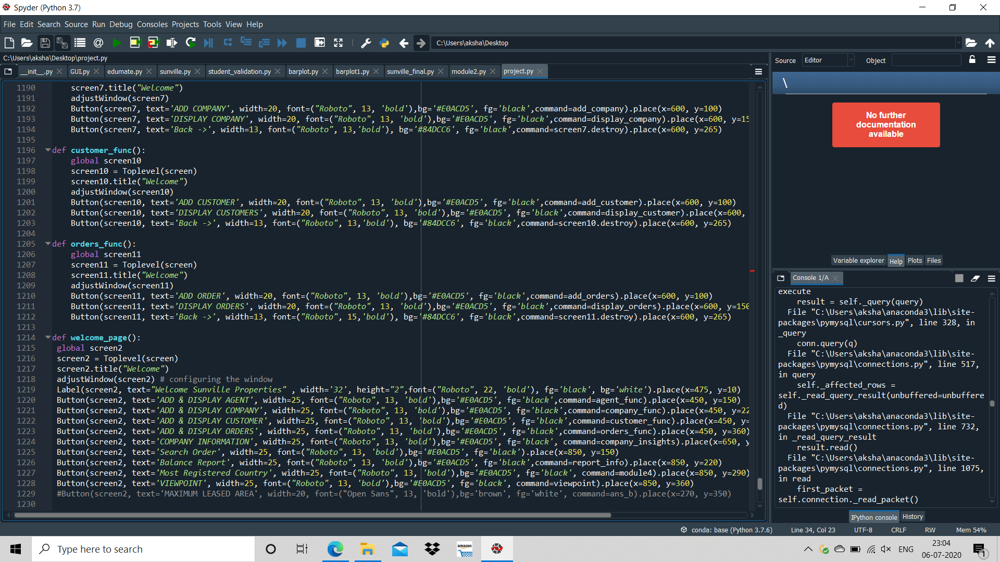 Spyder (Python 3.7)
File Edit Search Source Run Debug Consoles Projects Tools View Help
C:\Users\aksha\Desktop
C:\Users\aksha\Desktop\project.py
__init__.py GUI.py edumate.py sunville.py student_validation.py barplot.py barplot1.py sunville_final.py module2.py project.py
1190 screen7.title("Welcome")
1191 adjustWindow(screen7)
1192 Button(screen7, text='ADD COMPANY', width=20, font=("Roboto", 13, 'bold'),bg='#E0ACD5', fg='black',command=add_company).place(x=600, y=100)
1193 Button(screen7, text='DISPLAY COMPANY', width=20, font=("Roboto", 13, 'bold'),bg='#E0ACD5', fg='black',command=display_company).place(x=600, y=15
1194 Button(screen7, text='Back ->', width=13, font=("Roboto", 13,'bold'), bg='#84DCC6', fg='black',command=screen7.destroy).place(x=600, y=265)
1195
1196 def customer_func():
1197 global screen10
1198 screen10 = Toplevel(screen)
1199 screen10.title("Welcome")
1200 adjustWindow(screen10)
1201 Button(screen10, text='ADD CUSTOMER', width=20, font=("Roboto", 13, 'bold'),bg='#E0ACD5', fg='black',command=add_customer).place(x=600, y=100)
1202 Button(screen10, text='DISPLAY CUSTOMERS', width=20, font=("Roboto", 13, 'bold'),bg='#E0ACD5', fg='black',command=display_customer).place(x=600,
1203 Button(screen10, text='Back ->', width=13, font=("Roboto", 13,'bold'), bg='#84DCC6', fg='black',command=screen10.destroy).place(x=600, y=265)
1204
1205 def orders_func():
1206 global screen11
1207 screen11 = Toplevel(screen)
1208 screen11.title("Welcome")
1209 adjustWindow(screen11)
1210 Button(screen11, text='ADD ORDER', width=20, font=("Roboto", 13, 'bold'),bg='#E0ACD5', fg='black',command=add_orders).place(x=600, y=100)
1211 Button(screen11, text='DISPLAY ORDERS', width=20, font=("Roboto", 13, 'bold'),bg='#E0ACD5', fg='black',command=display_orders).place(x=600, y=150
1212 Button(screen11, text='Back ->', width=13, font=("Roboto", 15,'bold'), bg='#84DCC6', fg='black',command=screen11.destroy).place(x=600, y=265)
1213
1214 def welcome_page():
1215 global screen2
1216 screen2 = Toplevel(screen)
1217 screen2.title("Welcome")
1218 adjustWindow(screen2) # configuring the window
1219 Label(screen2, text="Welcome Sunville Properties" , width='32', height="2",font=("Roboto", 22, 'bold'), fg='black', bg='white').place(x=475, y=10)
1220 Button(screen2, text='ADD & DISPLAY AGENT', width=25, font=("Roboto", 13, 'bold'),bg='#E0ACD5', fg='black',command=agent_func).place(x=450, y=150)
1221 Button(screen2, text='ADD & DISPLAY COMPANY', width=25, font=("Roboto", 13, 'bold'),bg='#E0ACD5', fg='black',command=company_func).place(x=450, y=22
1222 Button(screen2, text='ADD & DISPLAY CUSTOMER', width=25, font=("Roboto", 13, 'bold'),bg='#E0ACD5', fg='black',command=customer_func).place(x=450, y=
1223 Button(screen2, text='ADD & DISPLAY ORDERS', width=25, font=("Roboto", 13, 'bold'),bg='#E0ACD5', fg='black',command=orders_func).place(x=450, y=360)
1224 Button(screen2, text='COMPANY INFORMATION', width=25, font=("Roboto", 13, 'bold'),bg='#E0ACD5', fg='black', command=company_insights).place(x=650, y
1225 Button(screen2, text='Search Order', width=25, font=("Roboto", 13, 'bold'),bg='#E0ACD5', fg='black').place(x=850, y=150)
1226 Button(screen2, text='Balance Report', width=25, font=("Roboto", 13, 'bold'),bg='#E0ACD5', fg='black',command=report_info).place(x=850, y=220)
1227 Button(screen2, text='Most Registered Country', width=25, font=("Roboto", 13, 'bold'),bg='#E0ACD5', fg='black', command=module4).place(x=850, y=290)
1228 Button(screen2, text='VIEWPOINT', width=25, font=("Roboto", 13, 'bold'),bg='#E0ACD5', fg='black', command=viewpoint).place(x=850, y=360)
1229 #Button(screen2, text='MAXIMUM LEASED AREA', width=20, font=("Open Sans", 13, 'bold'),bg='brown', fg='white', command=ans_b).place(x=270, y=350)
1230
Source Editor Object
\
No further
documentation
available
Variable explorer Help Plots Files
Console 1/A
execute
result = self._query(query)
File "C:\Users\aksha\anaconda3\lib\site-
packages\pymysql\cursors.py", line 328, in
_query
conn.query(q)
File "C:\Users\aksha\anaconda3\lib\site-
packages\pymysql\connections.py", line 517,
in query
self._affected_rows =
self._read_query_result(unbuffered=unbuffere
d)
File "C:\Users\aksha\anaconda3\lib\site-
packages\pymysql\connections.py", line 732,
in _read_query_result
result.read()
File "C:\Users\aksha\anaconda3\lib\site-
packages\pymysql\connections.py", line 1075,
in read
first_packet =
self.connection._read_packet()
IPython console History
conda: base (Python 3.7.6) Line 34, Col 23 UTF-8 CRLF RW Mem 54%
Type here to search
amazon
ENG
23:04
06-07-2020
1